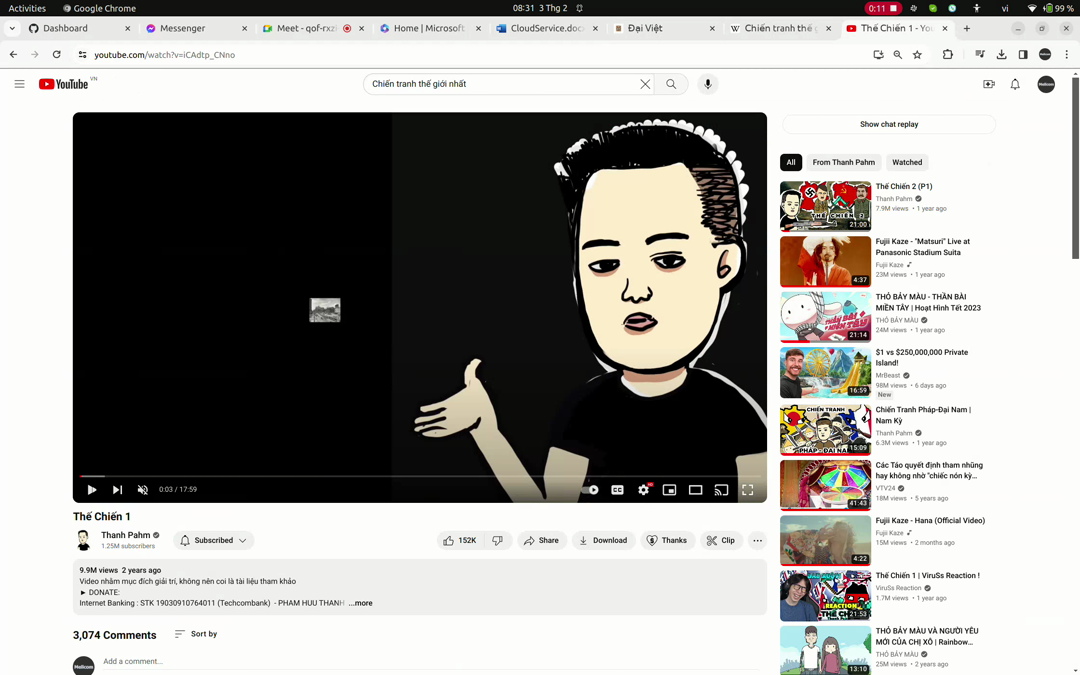 Activities
Google Chrome
08:31 3 Thg 2
0:11
vi
99 %
Dashboard
Messenger
Meet - qof-rxz
Home | Microsoft
CloudService.doc
Đại Việt
Chiến tranh thế g
Thế Chiến 1 - You
youtube.com/watch?v=iCAdtp_CNno
YouTube VN
Chiến tranh thế giới nhất
Show chat replay
All
From Thanh Pahm
Watched
Thế Chiến 2 (P1)
Thanh Pahm
7.9M views • 1 year ago
THẾ CHIẾN 2
21:00
Fujii Kaze - "Matsuri" Live at
Panasonic Stadium Suita
Fujii Kaze
23M views • 1 year ago
4:37
THỎ BẢY MÀU - THẦN BÀI
MIỀN TÂY | Hoạt Hình Tết 2023
THỎ BẢY MÀU
24M views • 1 year ago
21:14
$1 vs $250,000,000 Private
Island!
MrBeast
98M views • 6 days ago
New
16:59
Chiến Tranh Pháp-Đại Nam |
Nam Kỳ
Thanh Pahm
6.3M views • 1 year ago
CHIẾN TRANH
PHÁP - ĐẠI NAM
15:09
Các Táo quyết định tham nhũng
hay không nhờ "chiếc nón kỳ...
VTV24
18M views • 5 years ago
41:43
Fujii Kaze - Hana (Official Video)
Fujii Kaze
15M views • 2 months ago
4:22
Thế Chiến 1 | ViruSs Reaction !
ViruSs Reaction
1.7M views • 1 year ago
REACTION
21:53
THỎ BẢY MÀU VÀ NGƯỜI YÊU
MỚI CỦA CHỊ XÔ | Rainbow...
THỎ BẢY MÀU
25M views • 2 years ago
13:10
0:03 / 17:59
Thế Chiến 1
Thanh Pahm
1.25M subscribers
Subscribed
152K
Share
Download
Thanks
Clip
9.9M views 2 years ago
Video nhằm mục đích giải trí, không nên coi là tài liệu tham khảo
► DONATE:
Internet Banking : STK 19030910764011 (Techcombank) - PHAM HUU THANH ...more
3,074 Comments
Sort by
Mellcom
Add a comment...